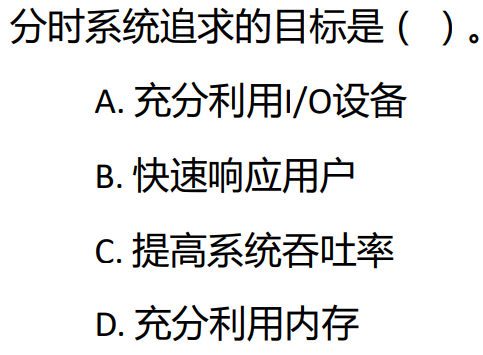 分时系统追求的目标是（ ）。
A. 充分利用I/O设备
B. 快速响应用户
C. 提高系统吞吐率
D. 充分利用内存